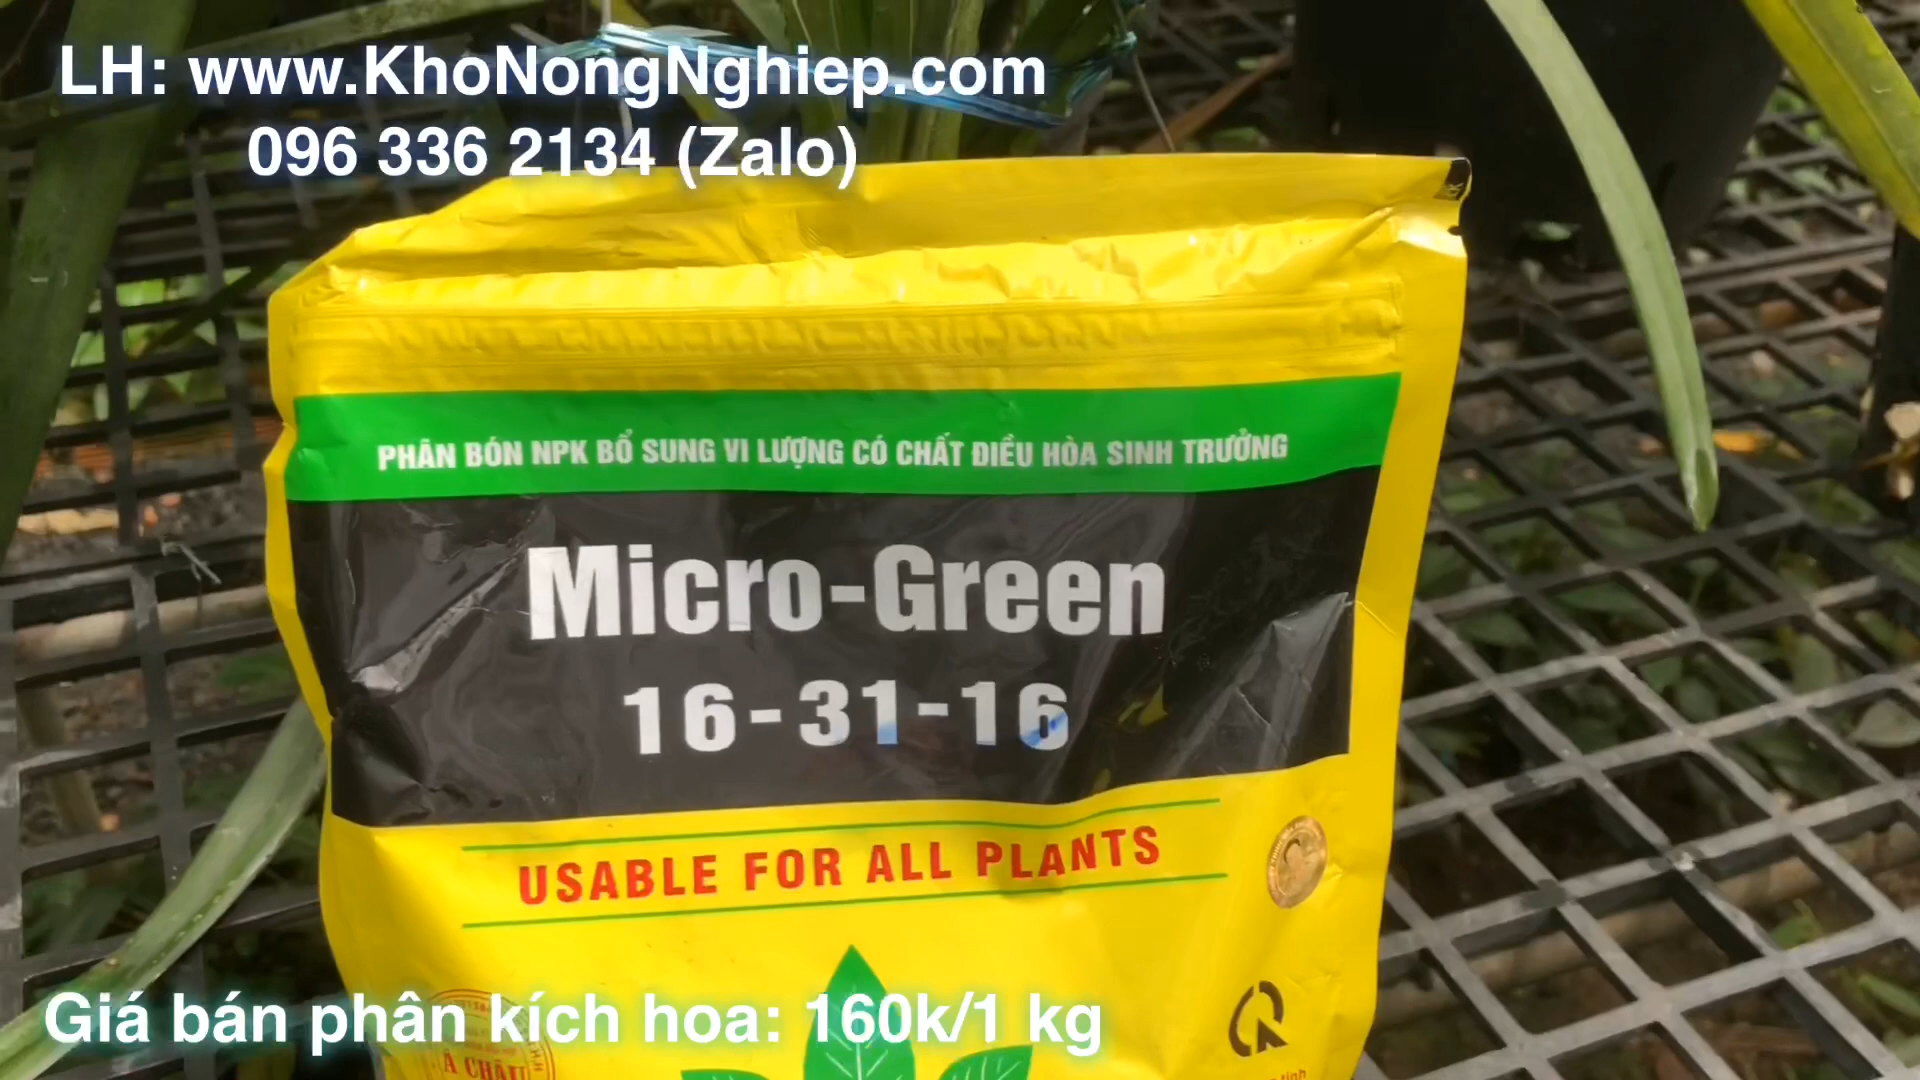 LH: www.KhoNongNghiep.com
096 336 2134 (Zalo)
PHÂN BÓN NPK BỔ SUNG VI LƯỢNG CÓ CHẤT ĐIỀU HÒA SINH TRƯỞNG
Micro-Green
16-31-16
USABLE FOR ALL PLANTS
Giá bán phân kích hoa: 160k/1 kg
Á CHÂU